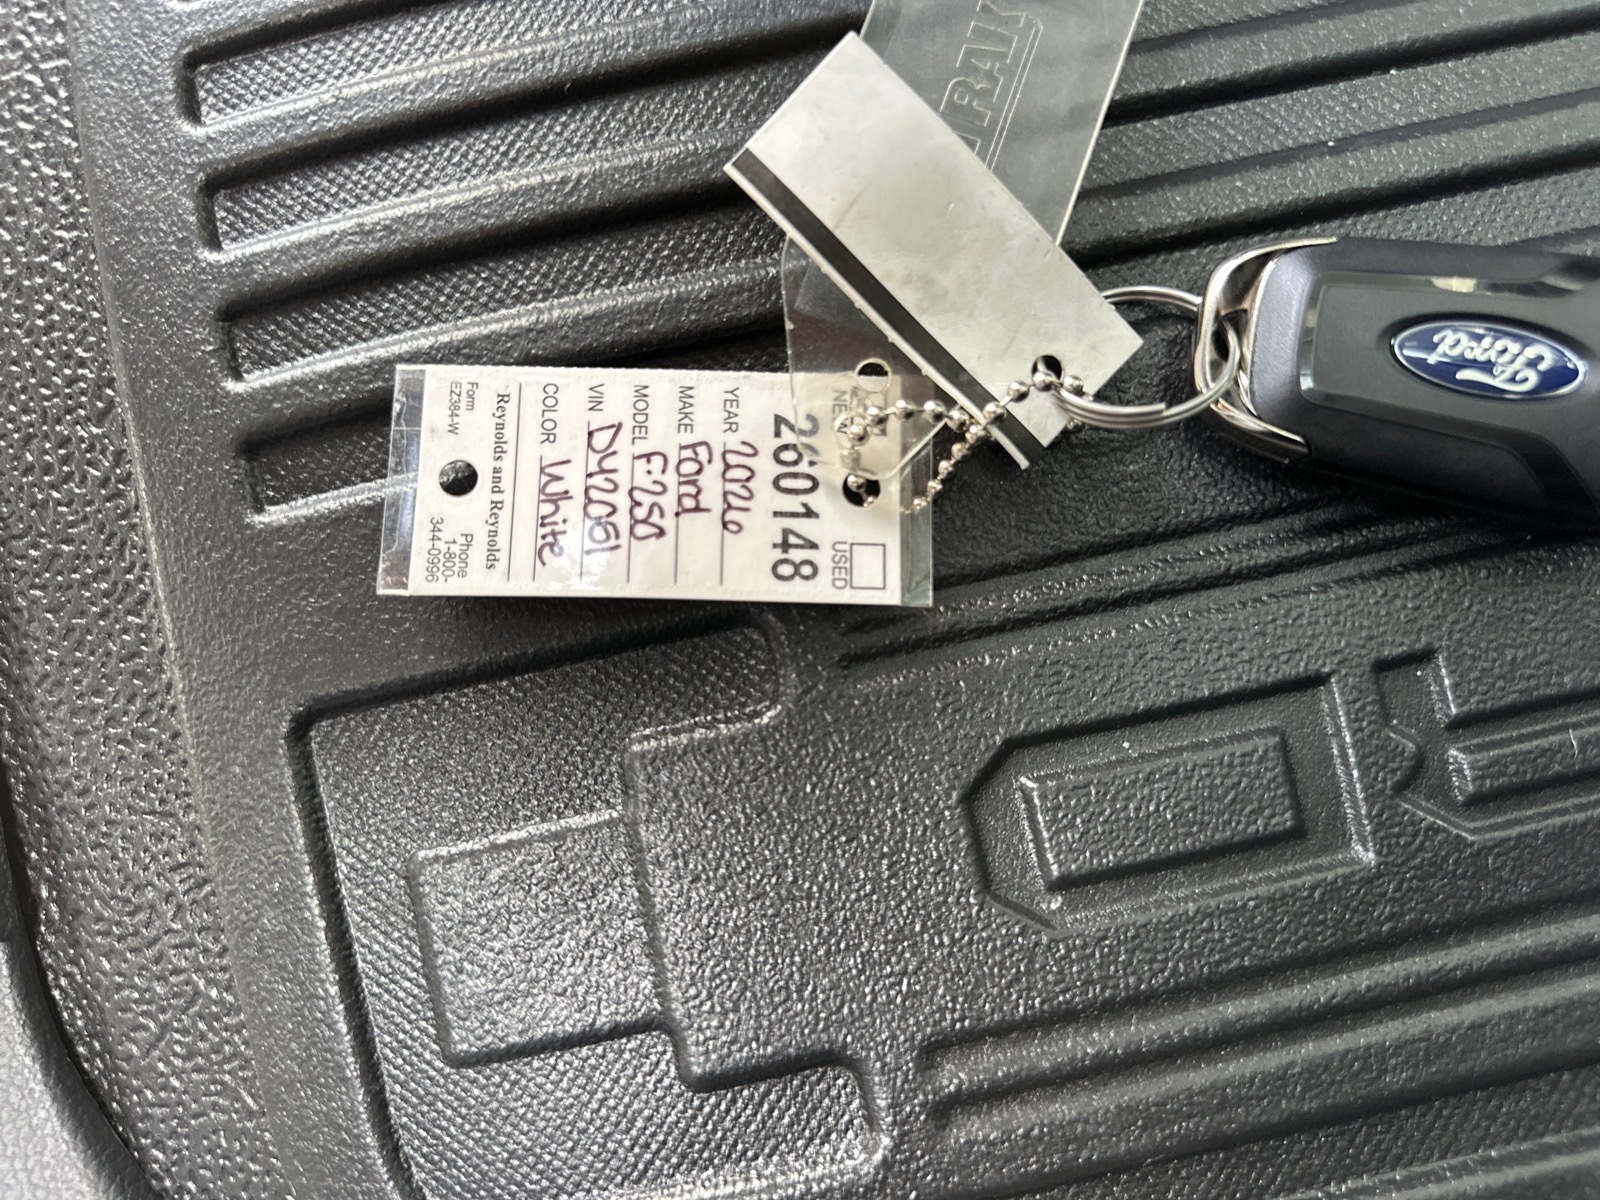 TRAK
Ford
NEW USED
260148
YEAR 2026
MAKE Ford
MODEL F-250
VIN D42051
COLOR White
Reynolds and Reynolds
Form
EZ384-W
Phone
1-800-
344-0996